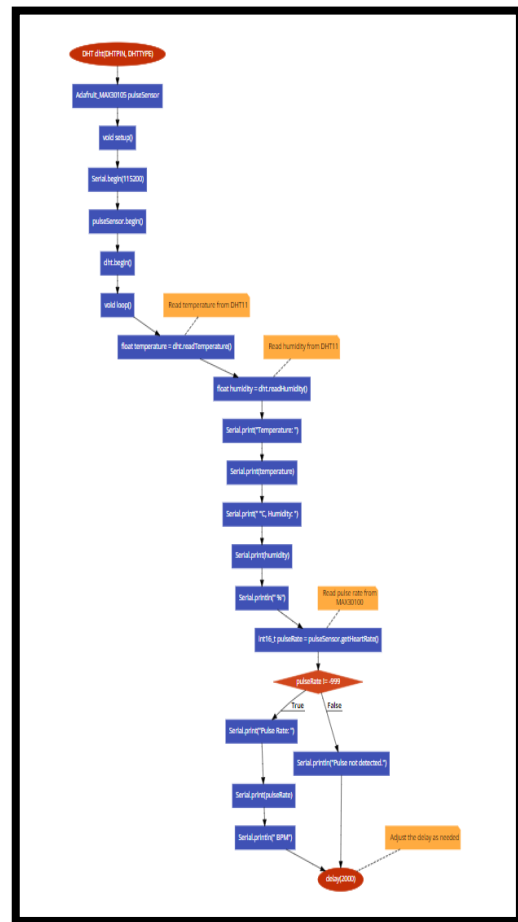 DHT dht(DHTPIN, DHTTYPE)
Adafruit_MAX30105 pulseSensor
void setup()
Serial.begin(115200)
pulseSensor.begin()
dht.begin()
void loop()
Read temperature from DHT11
float temperature = dht.readTemperature()
Read humidity from DHT11
float humidity = dht.readHumidity()
Serial.print("Temperature: ")
Serial.print(temperature)
Serial.print(" °C, Humidity: ")
Serial.print(humidity)
Serial.println(" %")
Read pulse rate from
MAX30100
int16_t pulseRate = pulseSensor.getHeartRate()
pulseRate != -999
True
False
Serial.print("Pulse Rate: ")
Serial.println("Pulse not detected.")
Serial.print(pulseRate)
Serial.println(" BPM")
Adjust the delay as needed
delay(2000)